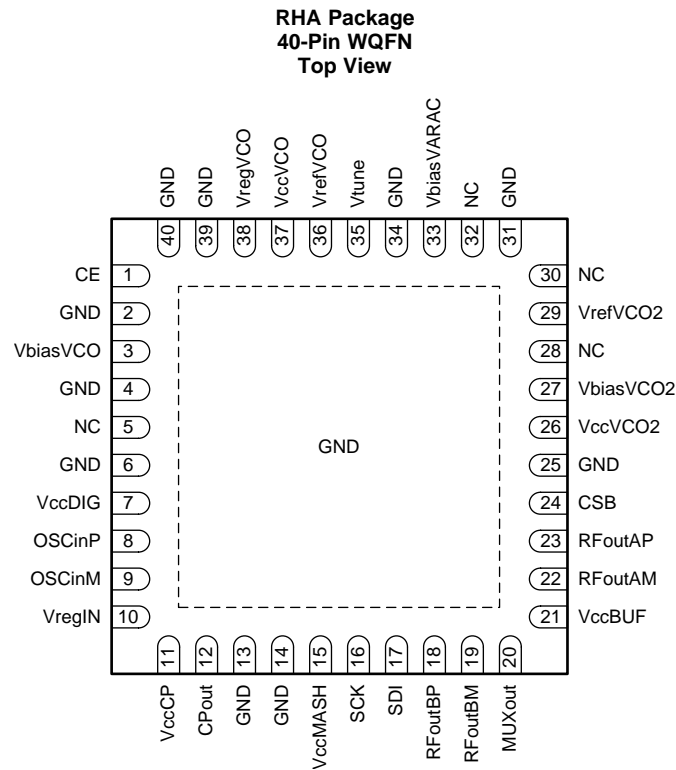 RHA Package
40-Pin WQFN
Top View
GND
GND
VregVCO
VccVCO
VrefVCO
Vtune
GND
VbiasVARAC
NC
GND
40
39
38
37
36
35
34
33
32
31
CE 1
GND 2
VbiasVCO 3
GND 4
NC 5
GND 6
VccDIG 7
OSCinP 8
OSCinM 9
VregIN 10
GND
30 NC
29 VrefVCO2
28 NC
27 VbiasVCO2
26 VccVCO2
25 GND
24 CSB
23 RFoutAP
22 RFoutAM
21 VccBUF
11
12
13
14
15
16
17
18
19
20
VccCP
CPout
GND
GND
VccMASH
SCK
SDI
RFoutBP
RFoutBM
MUXout